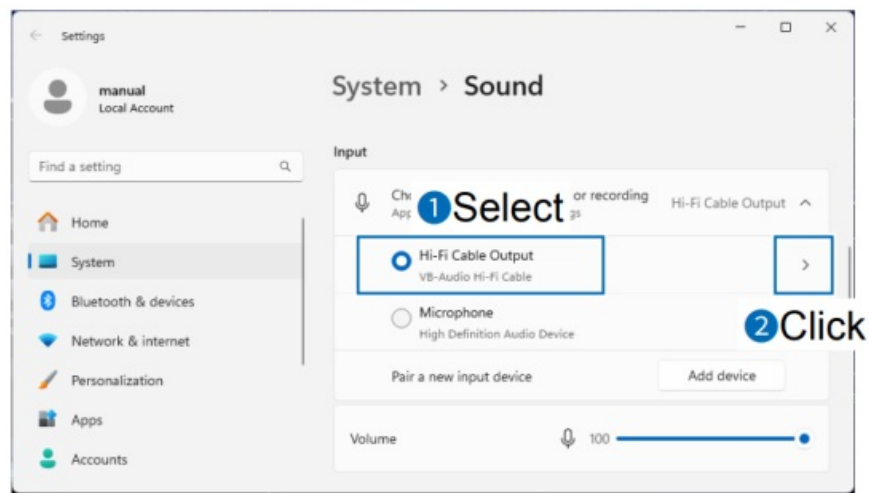 Settings
manual
Local Account
Find a setting
Home
System
Bluetooth & devices
Network & internet
Personalization
Apps
Accounts
System > Sound
Input
or recording
Hi-Fi Cable Output
1 Select
Hi-Fi Cable Output
VB-Audio Hi-Fi Cable
Microphone
High Definition Audio Device
2 Click
Pair a new input device
Add device
Volume
100